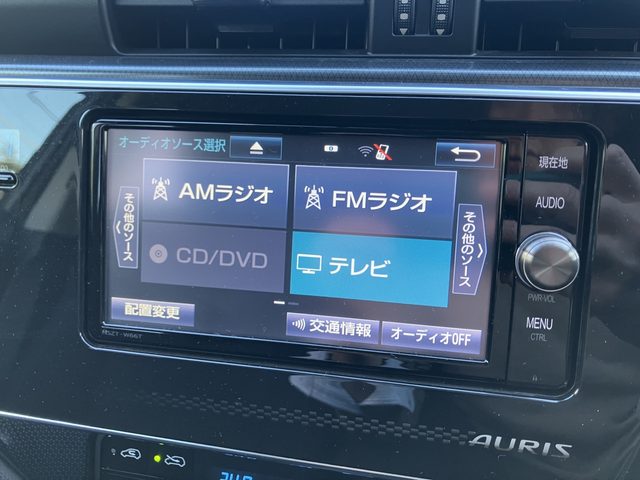 オーディオソース選択
現在地
AMラジオ
FMラジオ
AUDIO
その他のソース
その他のソース
CD/DVD
テレビ
PWR•VOL
配置変更
交通情報
オーディオOFF
MENU
CTRL
NSZT-W66T
AURIS